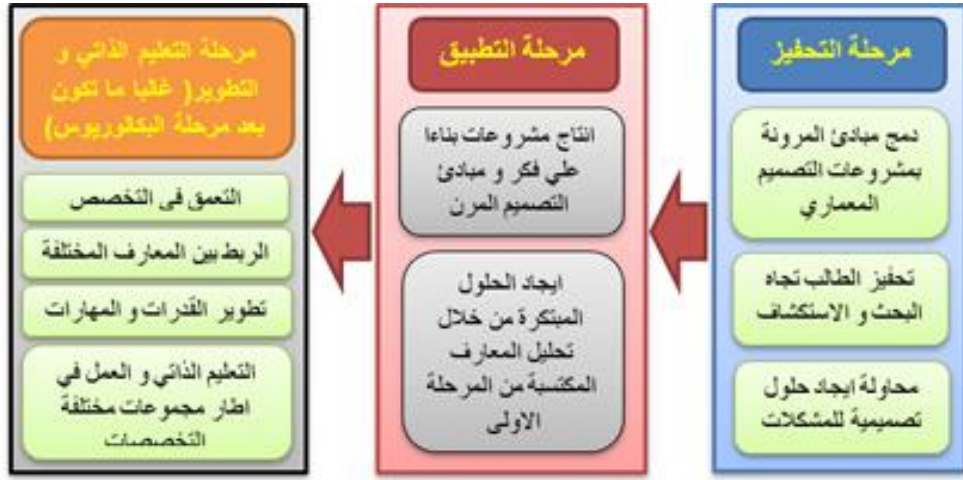 مرحلة التحفيز
دمج مبادئ المرونة
بمشروعات التصميم
المعماري
تحفيز الطالب تجاه
البحث و الاستكشاف
محاولة ايجاد حلول
تصميمية للمشكلات
مرحلة التطبيق
انتاج مشروعات بناءا
علي فكر و مبادئ
التصميم المرن
ايجاد الحلول
المبتكرة من خلال
تحليل المعارف
المكتسبة من المرحلة
الاولى
مرحلة التعليم الذاتي و
التطوير( غالبا ما تكون
بعد مرحلة البكالوريوس)
التعمق فى التخصص
الربط بين المعارف المختلفة
تطوير القدرات و المهارات
التعليم الذاتي و العمل في
اطار مجموعات مختلفة
التخصصات